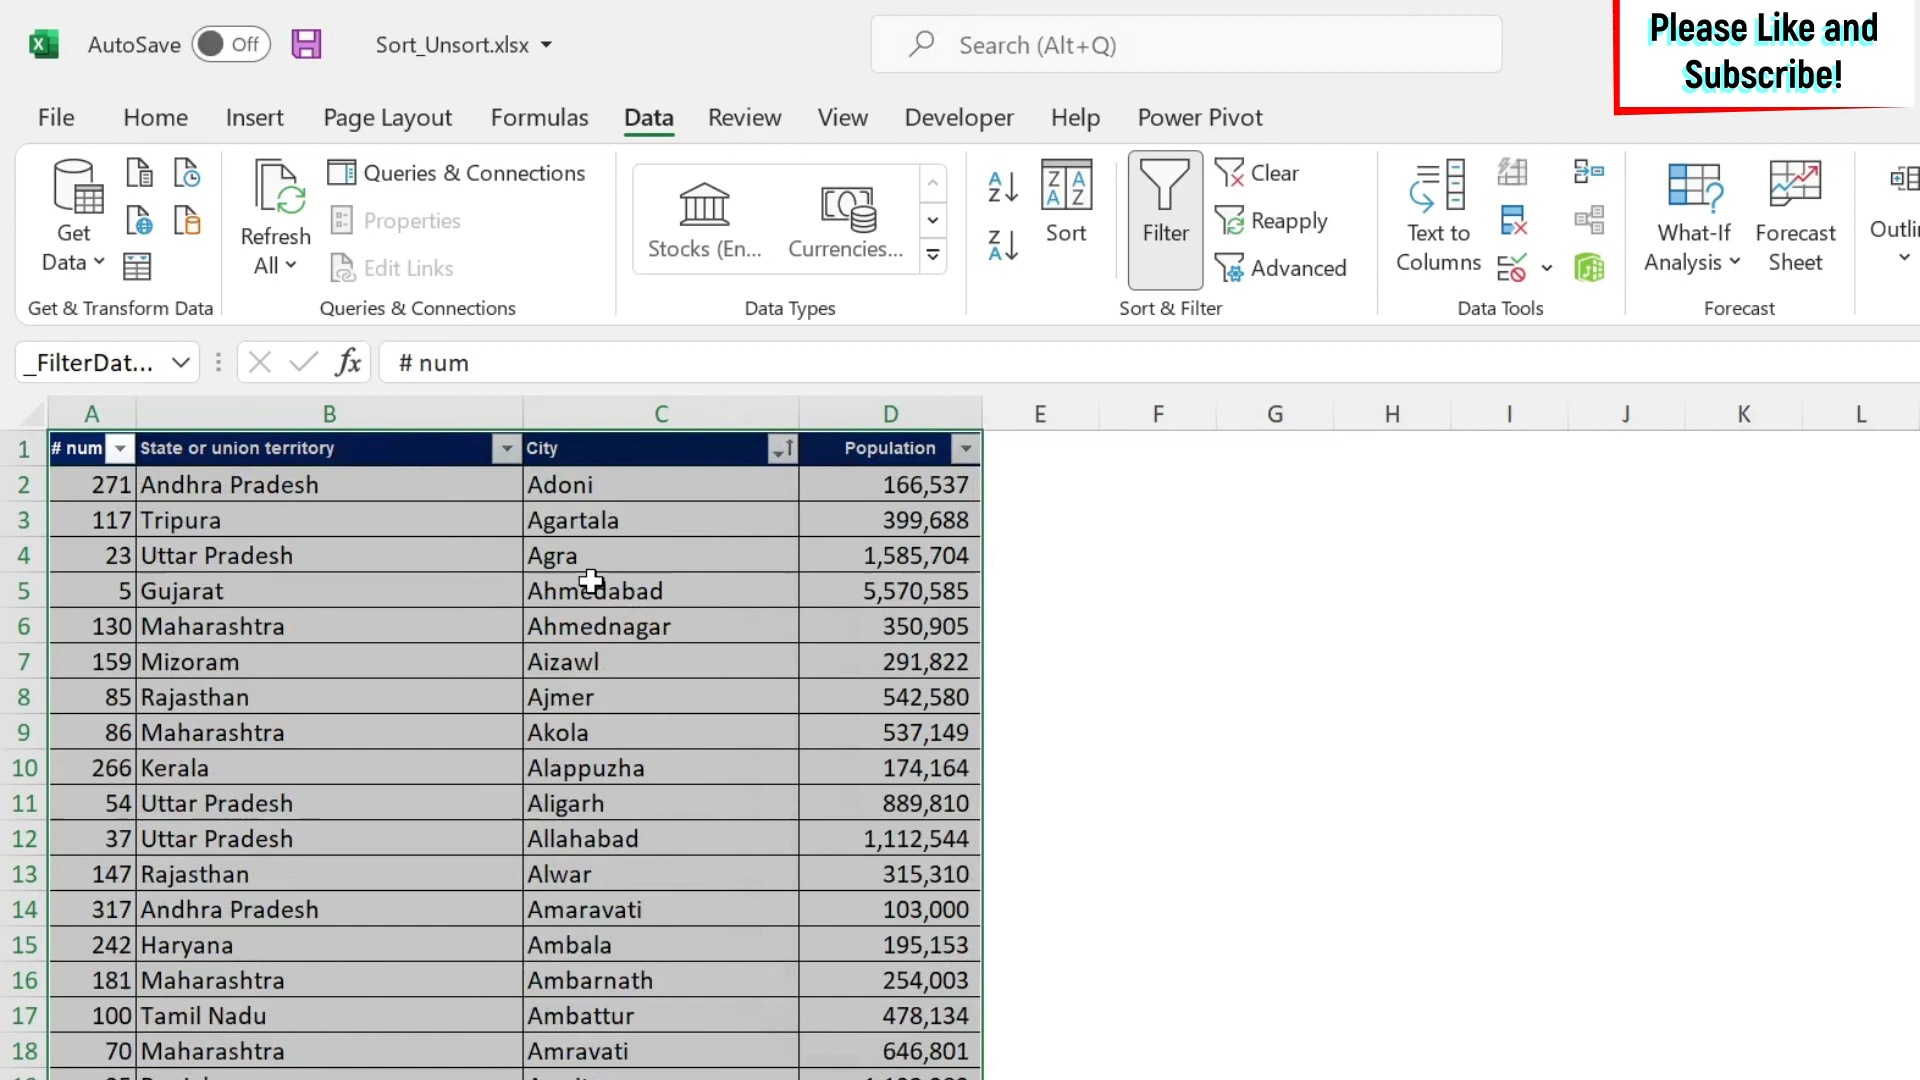 Please Like and
Subscribe!
AutoSave Off Sort_Unsort.xlsx Search (Alt+Q)
File Home Insert Page Layout Formulas Data Review View Developer Help Power Pivot
Get
Data
Refresh
All
Queries & Connections
Properties
Edit Links
Stocks (En...
Currencies...
Sort
Filter
Clear
Reapply
Advanced
Text to
Columns
What-If
Analysis
Forecast
Sheet
Outli
Get & Transform Data Queries & Connections Data Types Sort & Filter Data Tools Forecast
_FilterDat... fx # num
A B C D E F G H I J K L
1 # num State or union territory City Population
2 271 Andhra Pradesh Adoni 166,537
3 117 Tripura Agartala 399,688
4 23 Uttar Pradesh Agra 1,585,704
5 5 Gujarat Ahmedabad 5,570,585
6 130 Maharashtra Ahmednagar 350,905
7 159 Mizoram Aizawl 291,822
8 85 Rajasthan Ajmer 542,580
9 86 Maharashtra Akola 537,149
10 266 Kerala Alappuzha 174,164
11 54 Uttar Pradesh Aligarh 889,810
12 37 Uttar Pradesh Allahabad 1,112,544
13 147 Rajasthan Alwar 315,310
14 317 Andhra Pradesh Amaravati 103,000
15 242 Haryana Ambala 195,153
16 181 Maharashtra Ambarnath 254,003
17 100 Tamil Nadu Ambattur 478,134
18 70 Maharashtra Amravati 646,801